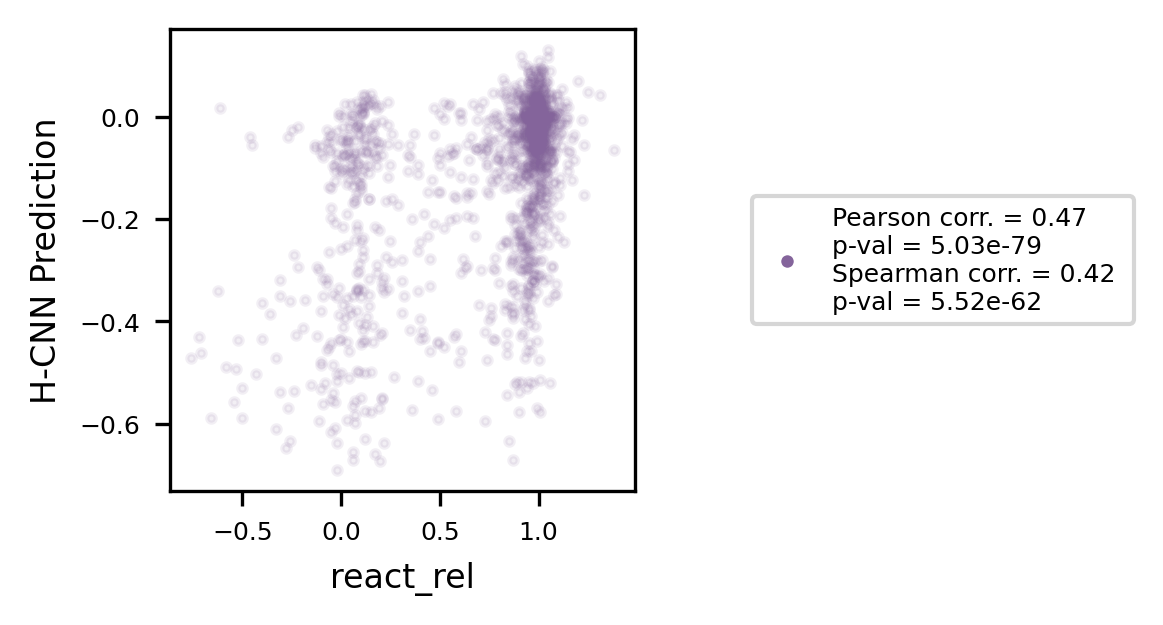 H-CNN Prediction
0.0
−0.2
−0.4
−0.6
−0.5
0.0
0.5
1.0
react_rel
Pearson corr. = 0.47
p-val = 5.03e-79
Spearman corr. = 0.42
p-val = 5.52e-62